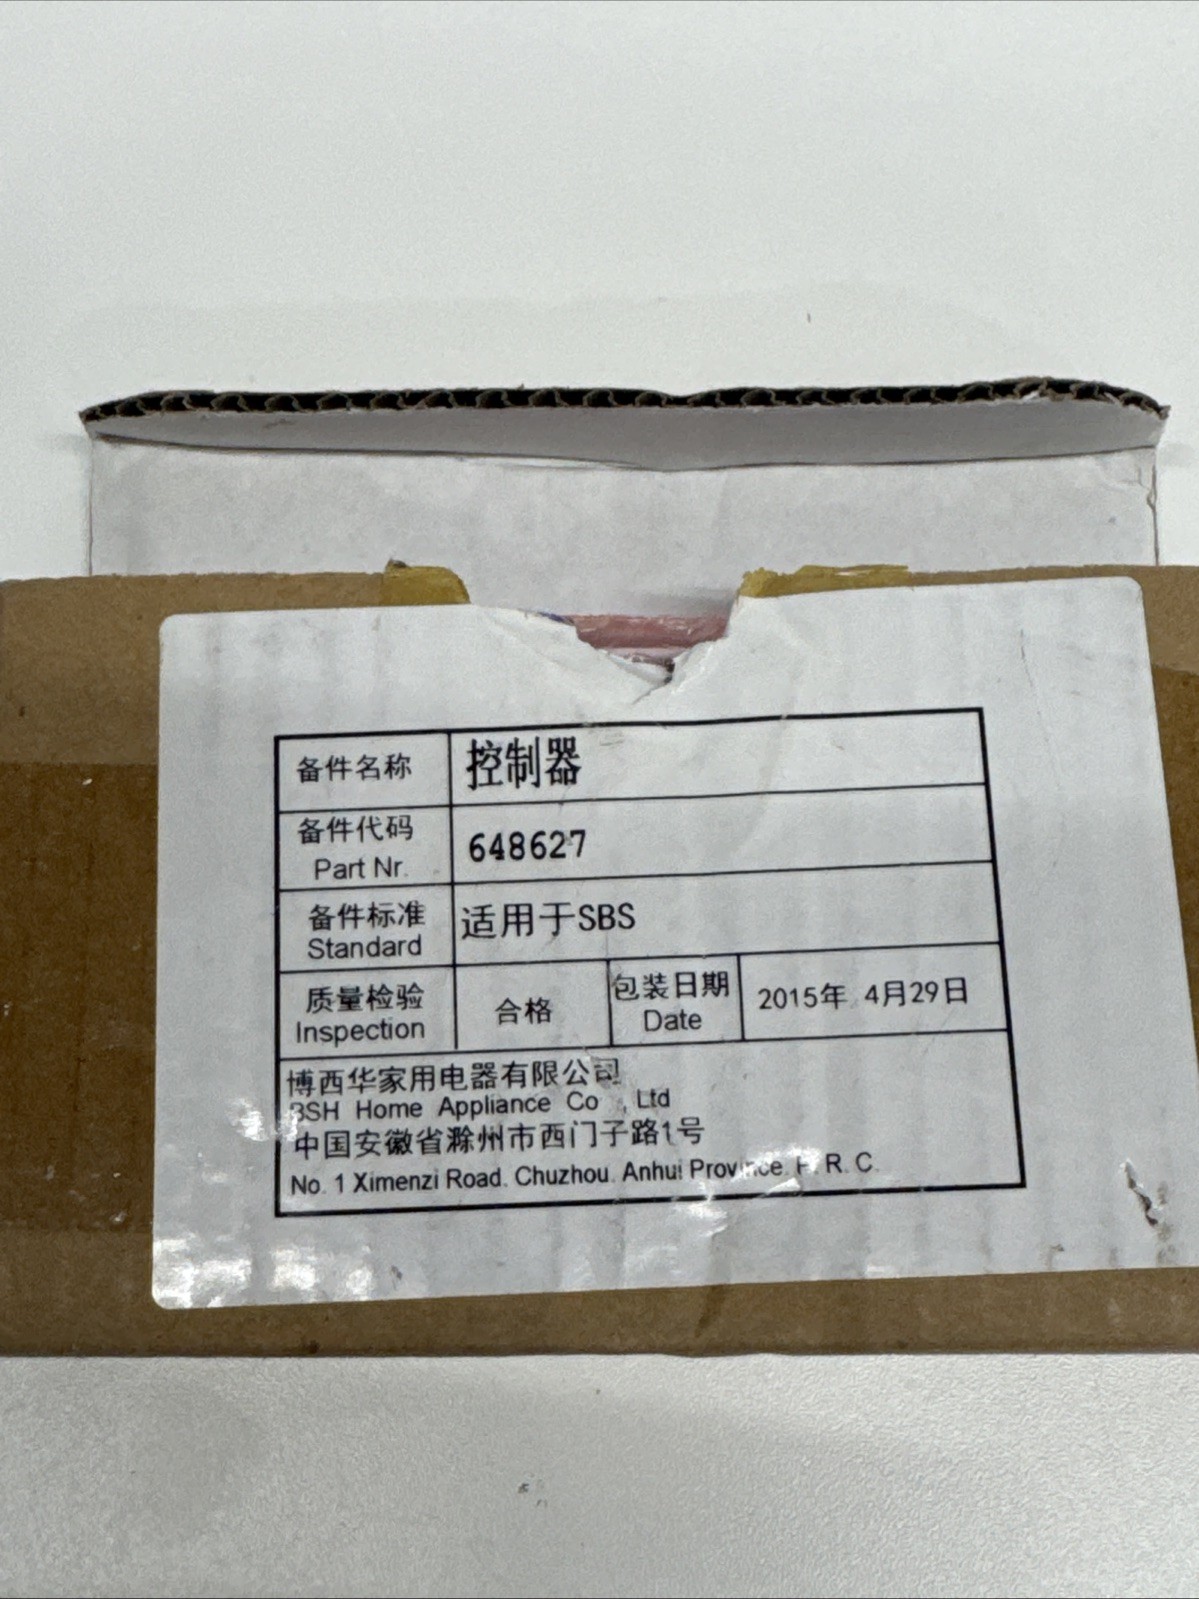 备件名称 控制器
备件代码 648627
Part Nr.
备件标准 适用于SBS
Standard
质量检验 合格 包装日期 2015年 4月29日
Inspection Date
博西华家用电器有限公司
BSH Home Appliance Co , Ltd
中国安徽省滁州市西门子路1号
No. 1 Ximenzi Road. Chuzhou. Anhui Province. P. R. C.